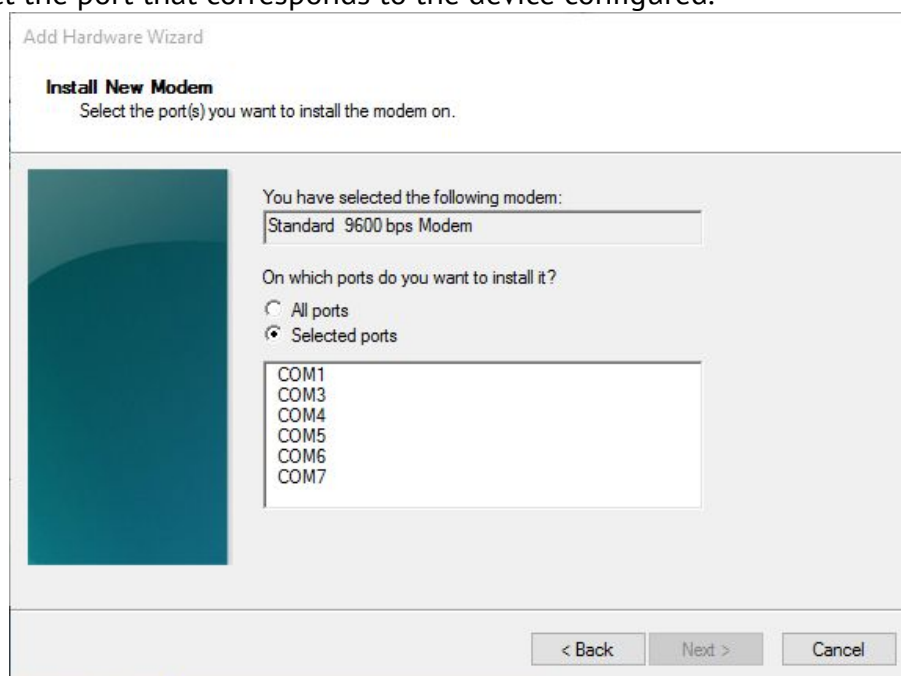 the port that corresponds to the device configured.
Add Hardware Wizard
Install New Modem
Select the port(s) you want to install the modem on.
You have selected the following modem:
Standard 9600 bps Modem
On which ports do you want to install it?
All ports
Selected ports
COM1
COM3
COM4
COM5
COM6
COM7
< Back
Next >
Cancel